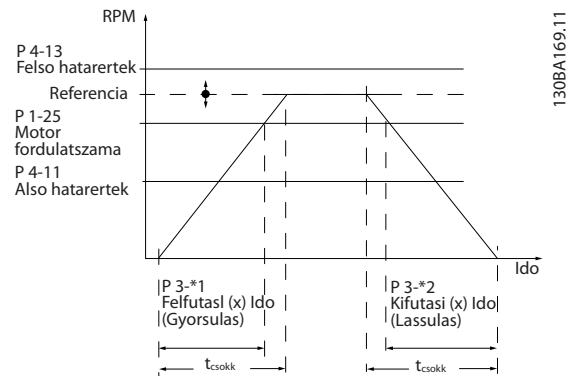 RPM
P 4-13
Felso hatarertek
Referencia
P 1-25
Motor
fordulatszama
P 4-11
Also hatarertek
Ido
P 3-*1
Felfutasl (x) Ido
(Gyorsulas)
P 3-*2
Kifutasi (x) Ido
(Lassulas)
tcsokk
tcsokk
130BA169.11